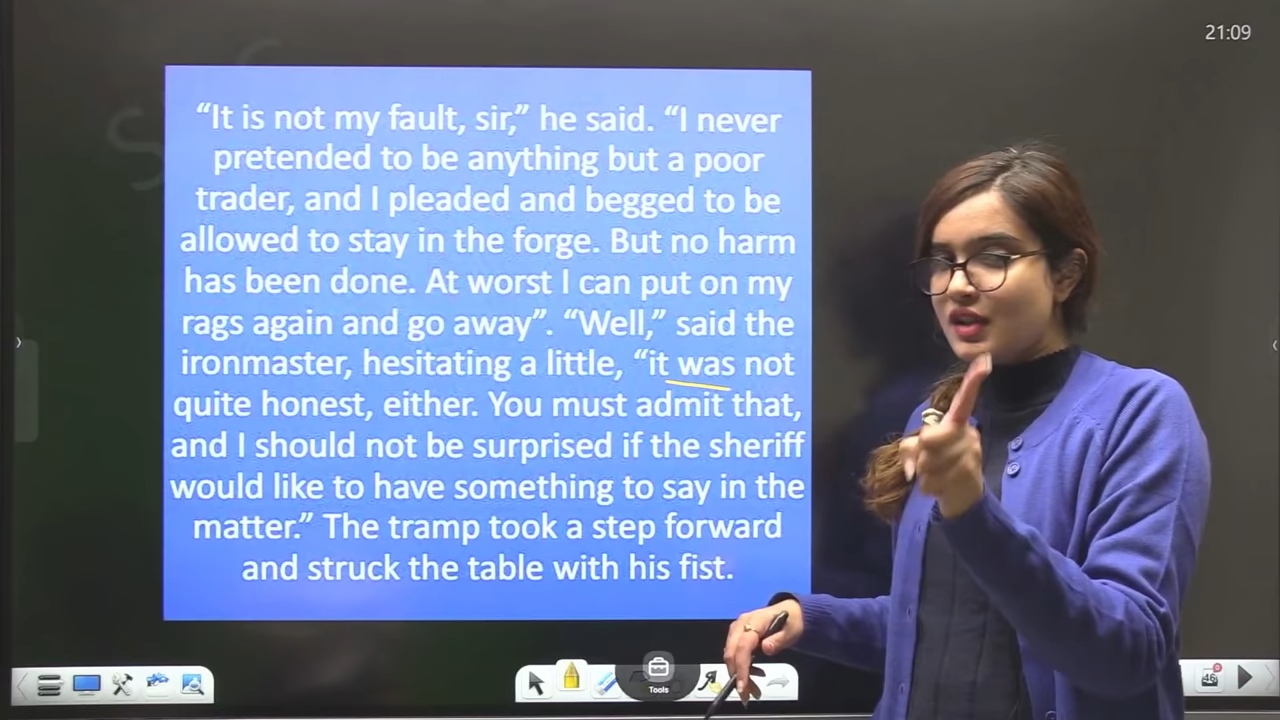 21:09
“It is not my fault, sir,” he said. “I never
pretended to be anything but a poor
trader, and I pleaded and begged to be
allowed to stay in the forge. But no harm
has been done. At worst I can put on my
rags again and go away”. “Well,” said the
ironmaster, hesitating a little, “it was not
quite honest, either. You must admit that,
and I should not be surprised if the sheriff
would like to have something to say in the
matter.” The tramp took a step forward
and struck the table with his fist.
Tools
46